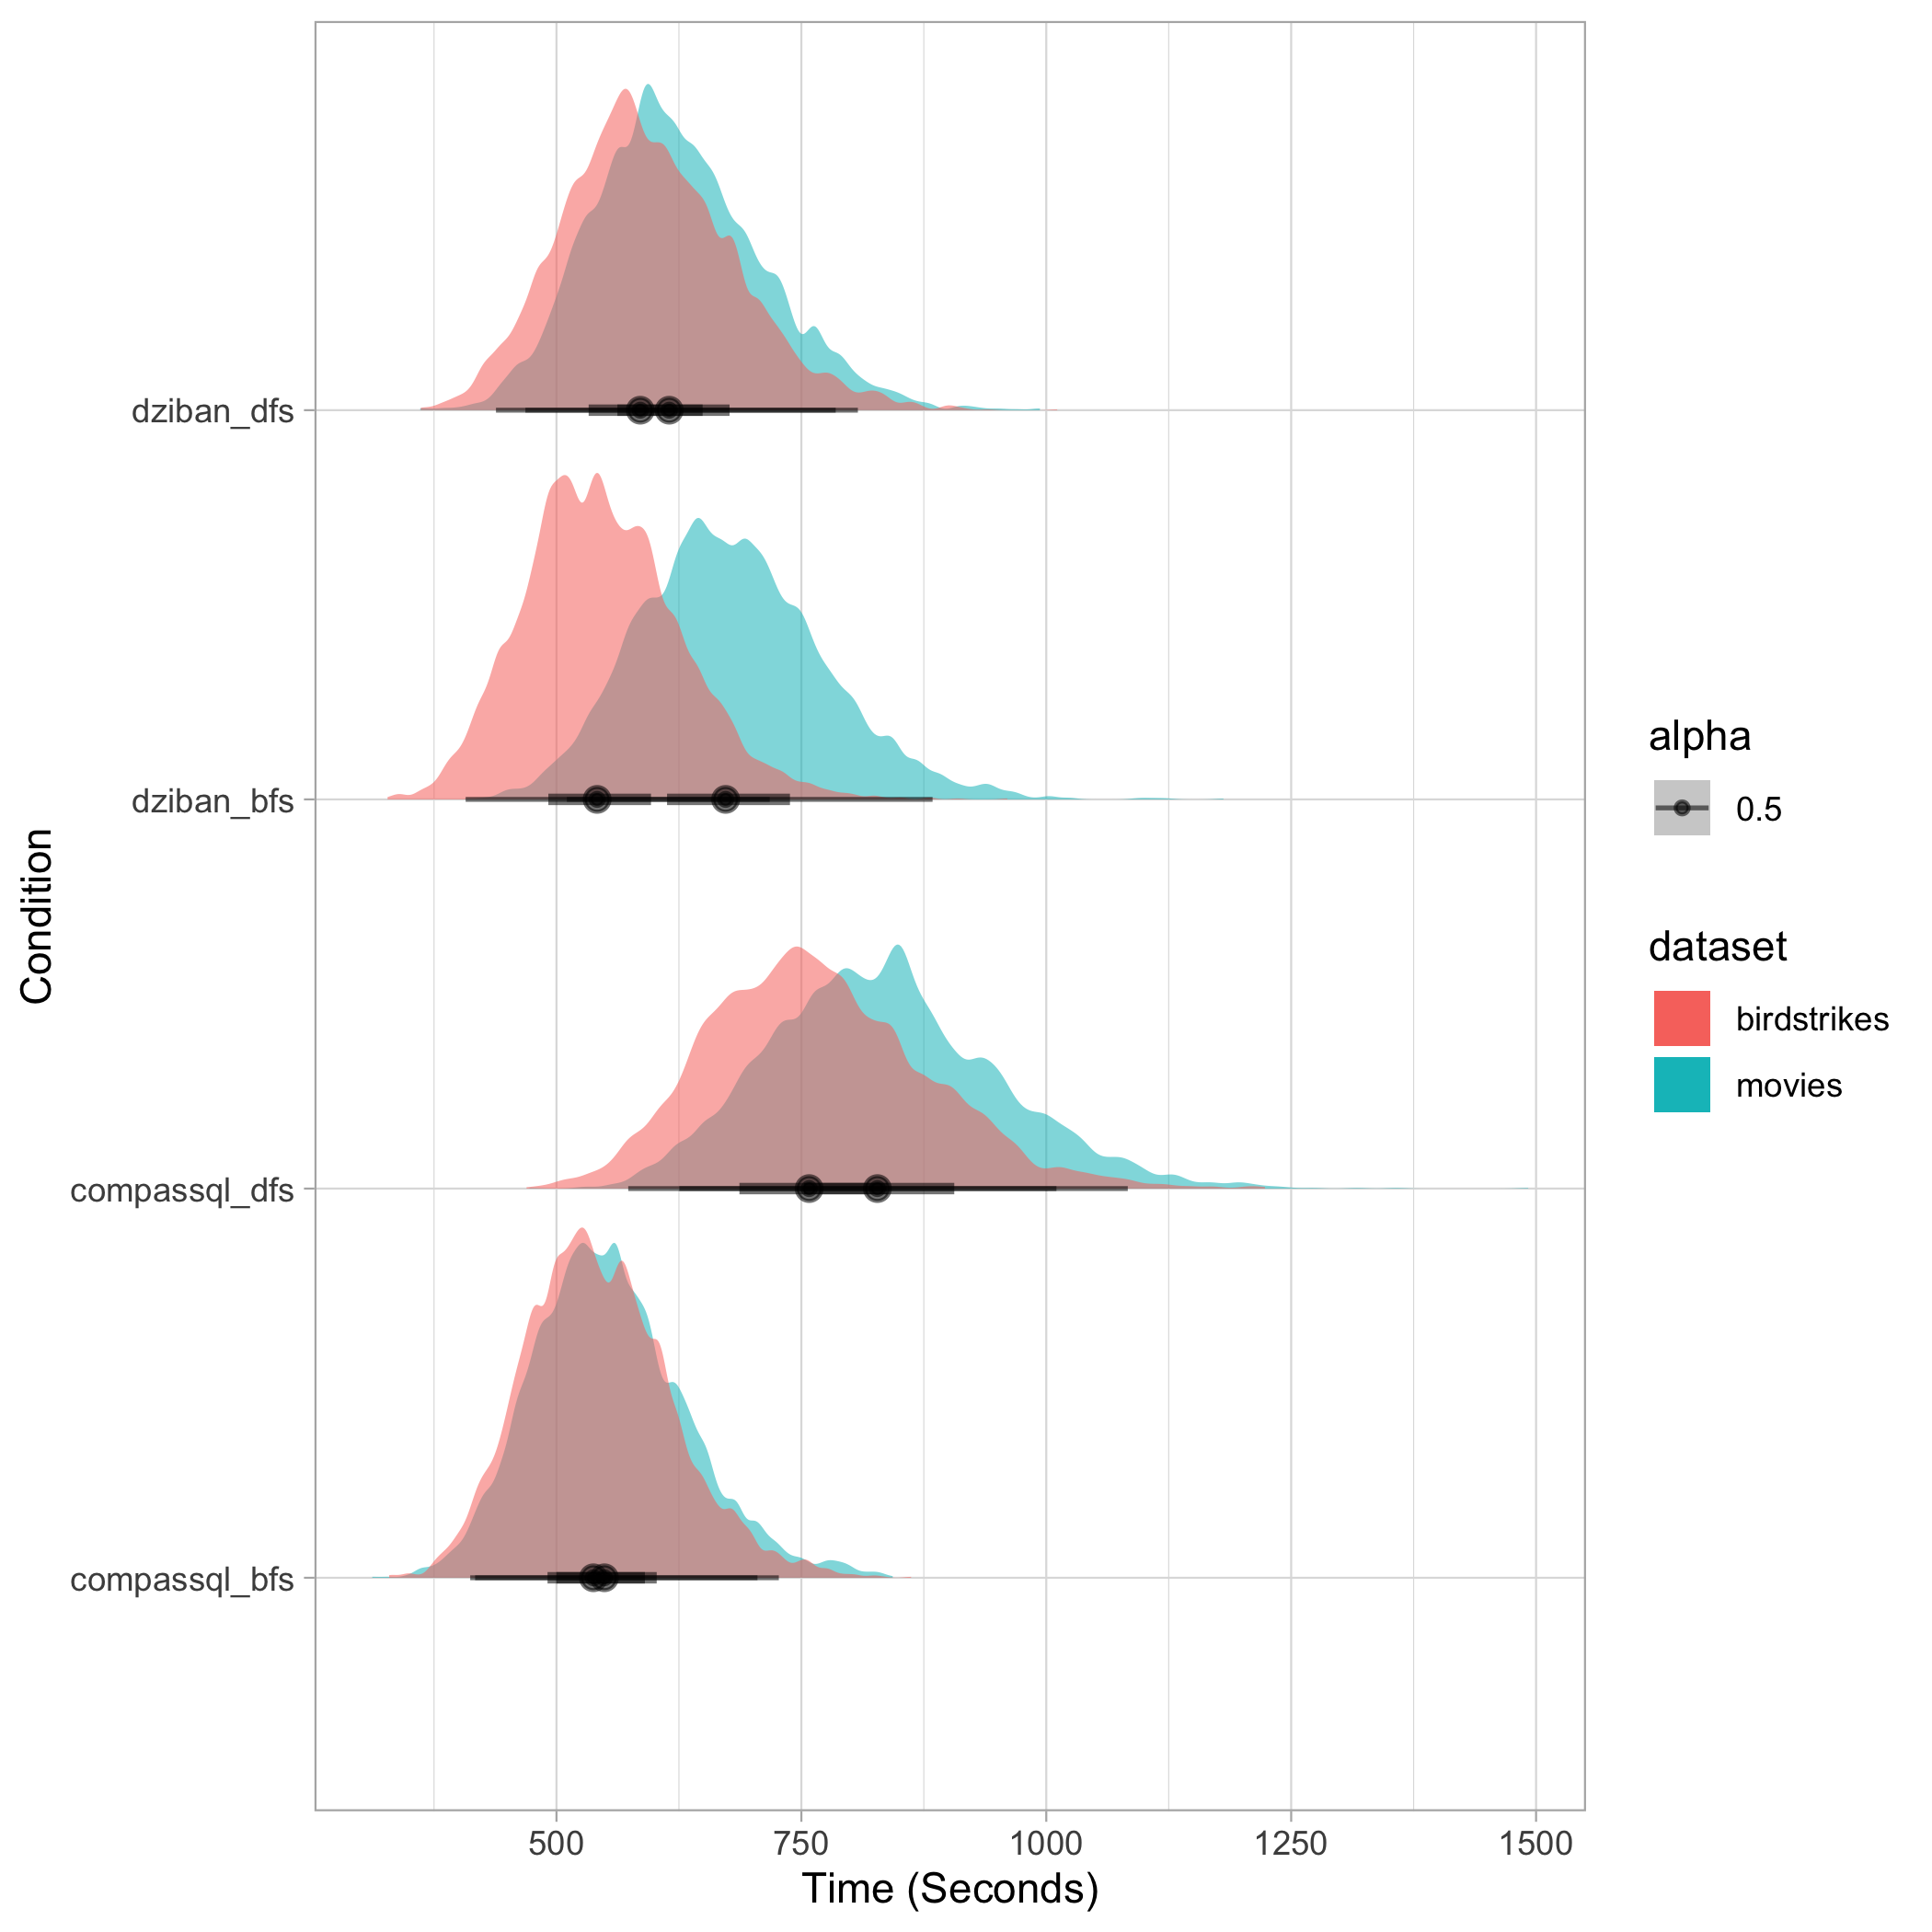 Condition
dziban_dfs
dziban_bfs
compassql_dfs
compassql_bfs
500 750 1000 1250 1500
Time (Seconds)
alpha
0.5
dataset
birdstrikes
movies